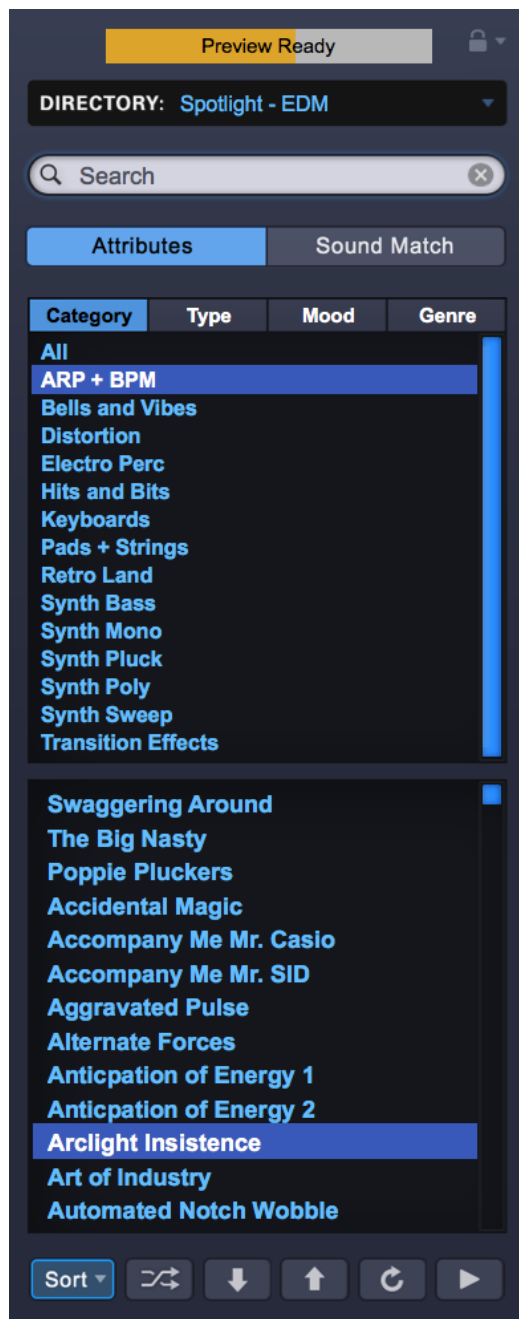 Preview Ready
DIRECTORY: Spotlight - EDM
Search
Attributes Sound Match
Category Type Mood Genre
All
ARP + BPM
Bells and Vibes
Distortion
Electro Perc
Hits and Bits
Keyboards
Pads + Strings
Retro Land
Synth Bass
Synth Mono
Synth Pluck
Synth Poly
Synth Sweep
Transition Effects
Swaggering Around
The Big Nasty
Poppie Pluckers
Accidental Magic
Accompany Me Mr. Casio
Accompany Me Mr. SID
Aggravated Pulse
Alternate Forces
Anticpation of Energy 1
Anticpation of Energy 2
Arclight Insistence
Art of Industry
Automated Notch Wobble
Sort